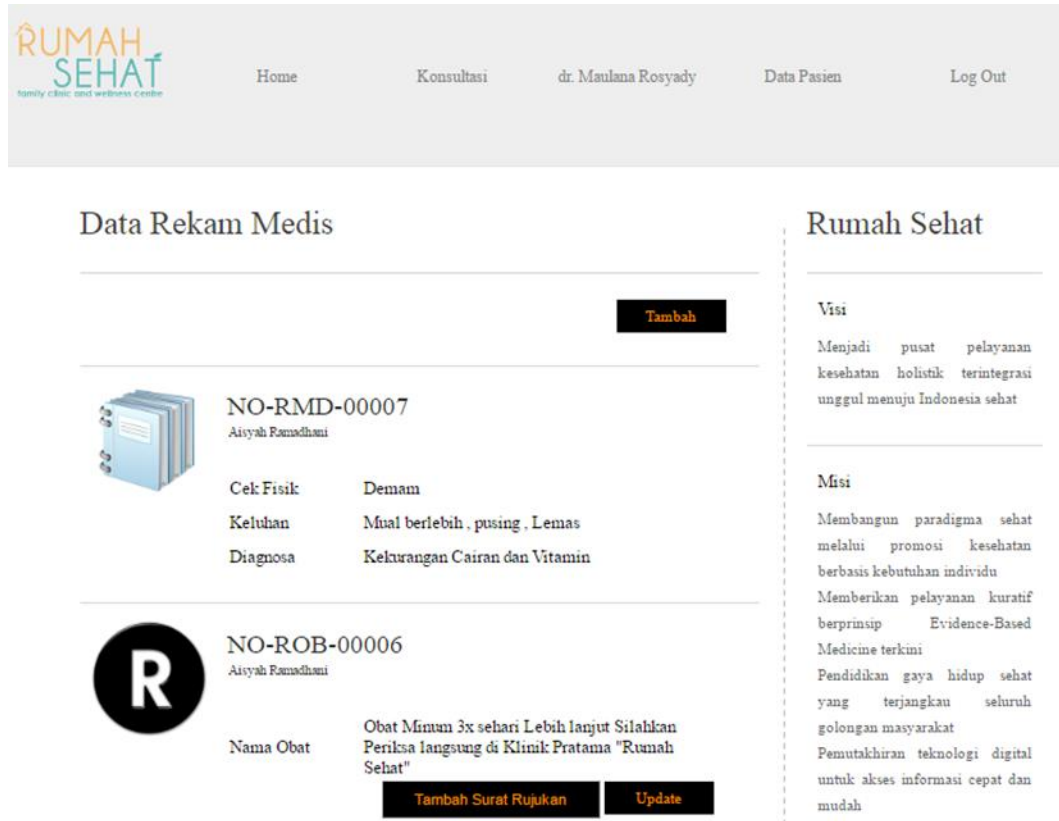 RUMAH
SEHAT
family clinic and wellness centre
Home
Konsultasi
dr. Maulana Rosyady
Data Pasien
Log Out
Data Rekam Medis
Tambah
NO-RMD-00007
Aisyah Ramadhani
Cek Fisik Demam
Keluhan Mual berlebih , pusing , Lemas
Diagnosa Kekurangan Cairan dan Vitamin
R
NO-ROB-00006
Aisyah Ramadhani
Obat Minum 3x sehari Lebih lanjut Silahkan
Nama Obat Periksa langsung di Klinik Pratama "Rumah
Sehat"
Tambah Surat Rujukan Update
Rumah Sehat
Visi
Menjadi pusat pelayanan
kesehatan holistik terintegrasi
unggul menuju Indonesia sehat
Misi
Membangun paradigma sehat
melalui promosi kesehatan
berbasis kebutuhan individu
Memberikan pelayanan kuratif
berprinsip Evidence-Based
Medicine terkini
Pendidikan gaya hidup sehat
yang terjangkau seluruh
golongan masyarakat
Pemutakhiran teknologi digital
untuk akses informasi cepat dan
mudah